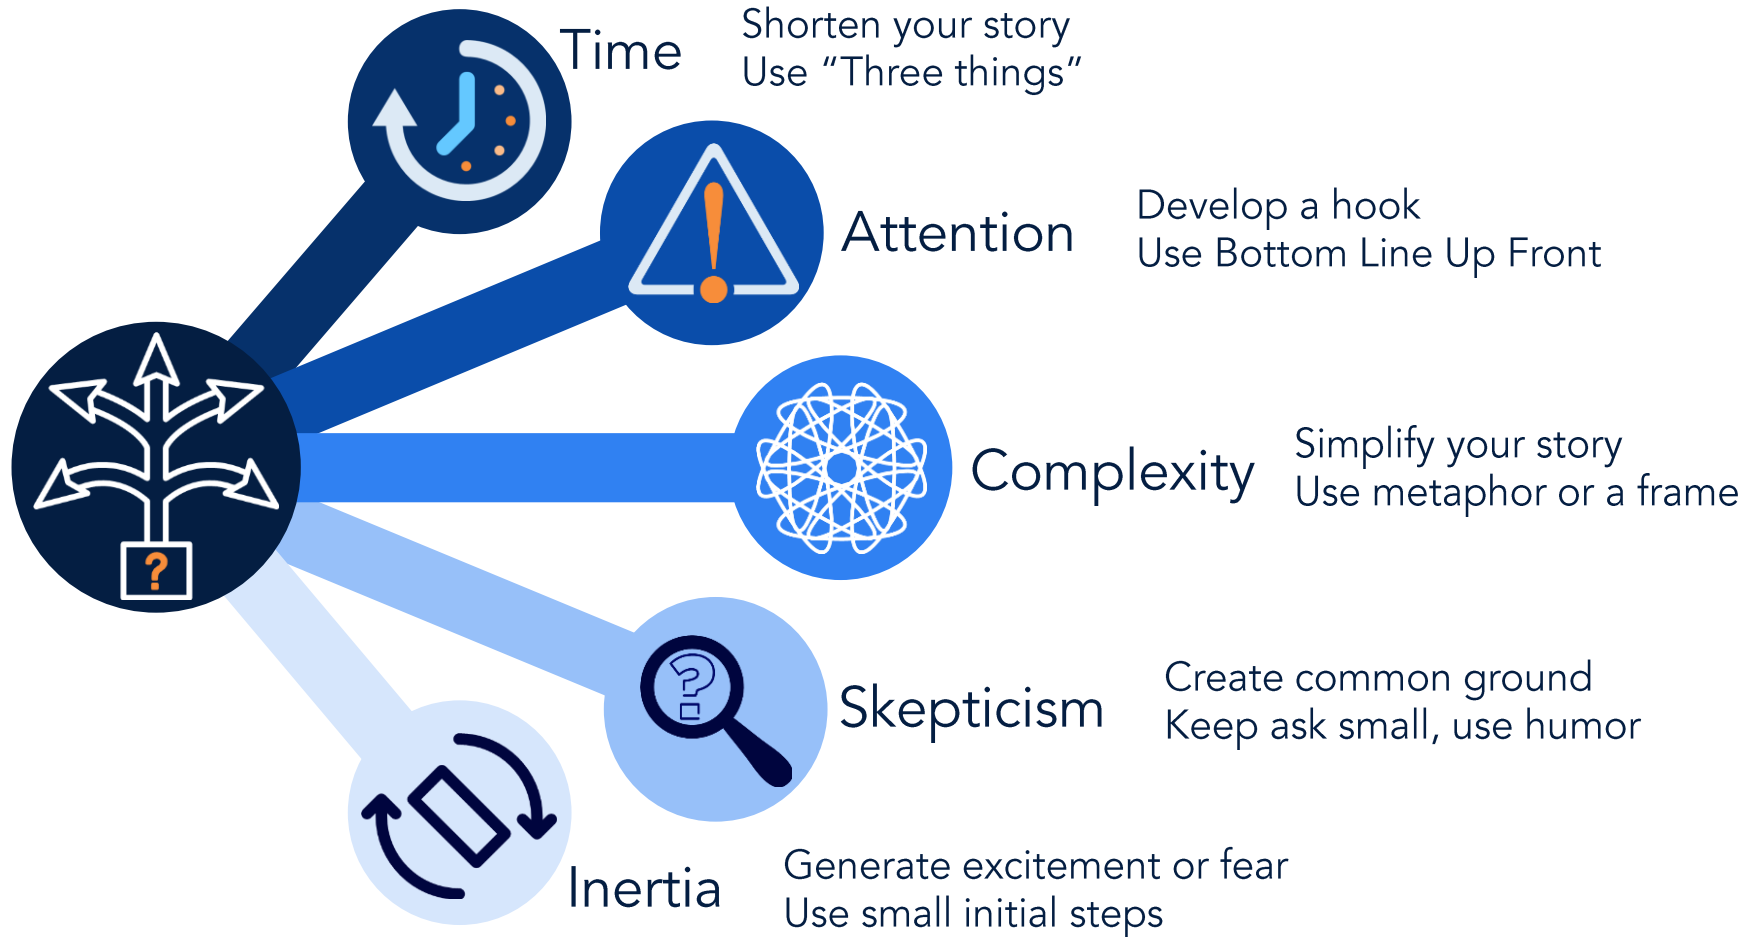 Time
Shorten your story
Use “Three things”
Attention
Develop a hook
Use Bottom Line Up Front
Complexity
Simplify your story
Use metaphor or a frame
?
?
Skepticism
Create common ground
Keep ask small, use humor
Inertia
Generate excitement or fear
Use small initial steps